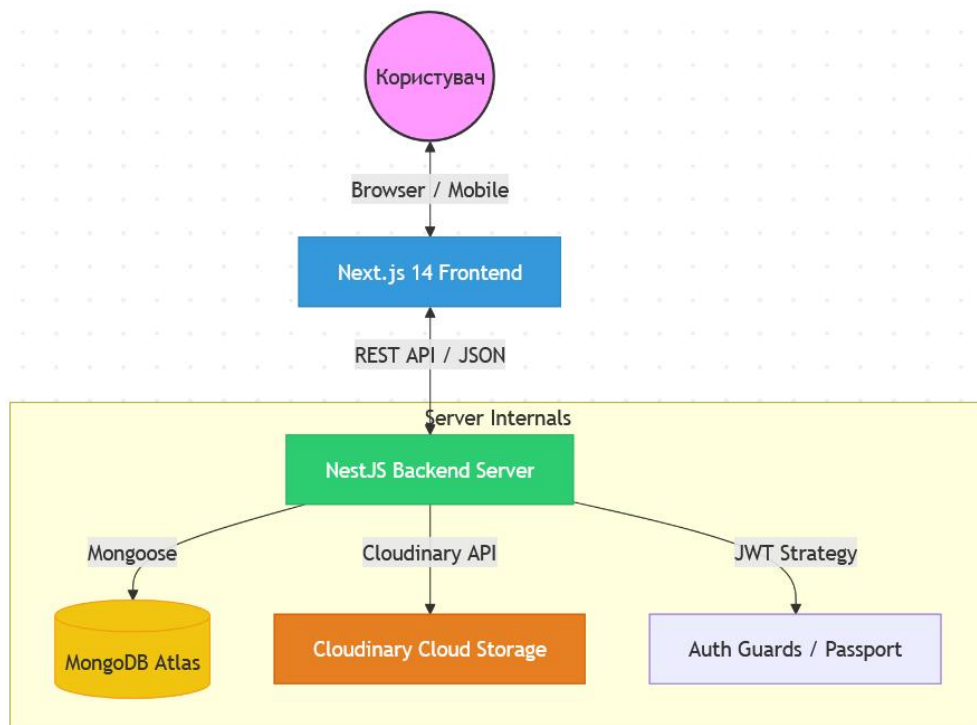 Користувач
Browser / Mobile
Next.js 14 Frontend
REST API / JSON
Server Internals
NestJS Backend Server
Mongoose
Cloudinary API
JWT Strategy
MongoDB Atlas
Cloudinary Cloud Storage
Auth Guards / Passport